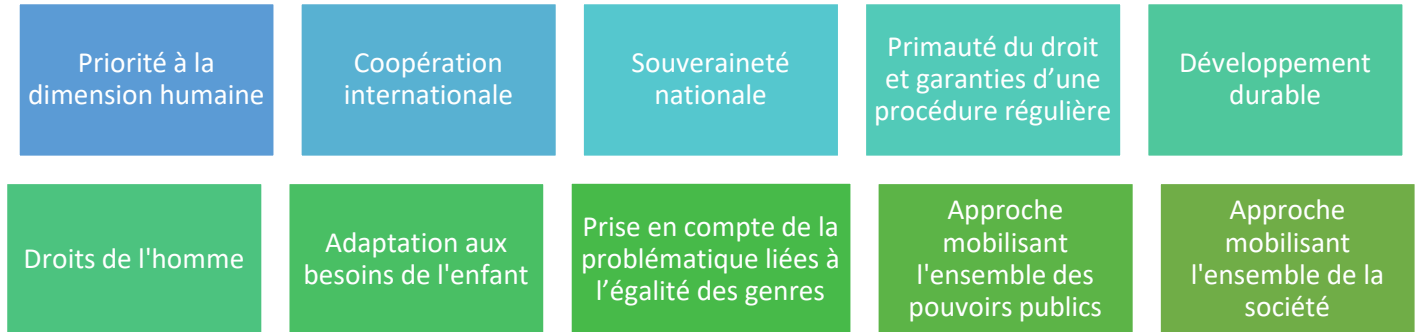 Priorité à la
dimension humaine
Coopération
internationale
Souveraineté
nationale
Primauté du droit
et garanties d’une
procédure régulière
Développement
durable
Droits de l'homme
Adaptation aux
besoins de l'enfant
Prise en compte de la
problématique liées à
l’égalité des genres
Approche
mobilisant
l'ensemble des
pouvoirs publics
Approche
mobilisant
l'ensemble de la
société